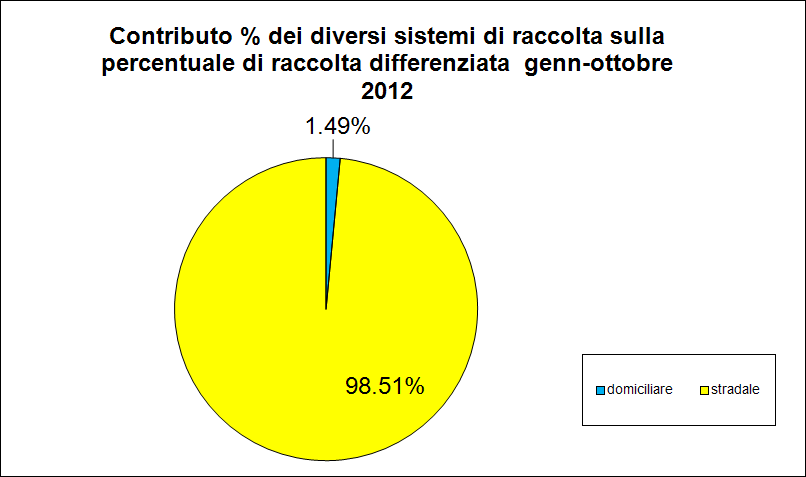 Contributo % dei diversi sistemi di raccolta sulla
percentuale di raccolta differenziata  genn-ottobre
2012
1.49%
98.51%
domiciliare stradale